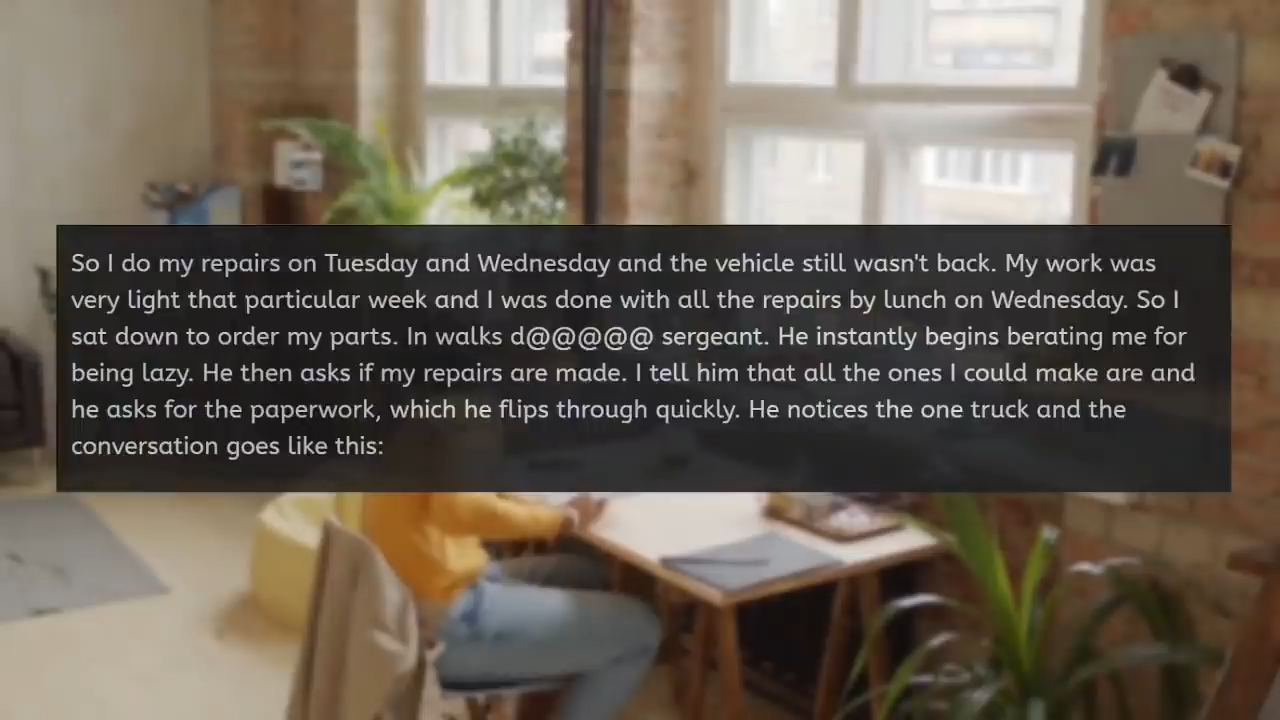 So I do my repairs on Tuesday and Wednesday and the vehicle still wasn't back. My work was
very light that particular week and I was done with all the repairs by lunch on Wednesday. So I
sat down to order my parts. In walks d@@@@@ sergeant. He instantly begins berating me for
being lazy. He then asks if my repairs are made. I tell him that all the ones I could make are and
he asks for the paperwork, which he flips through quickly. He notices the one truck and the
conversation goes like this: